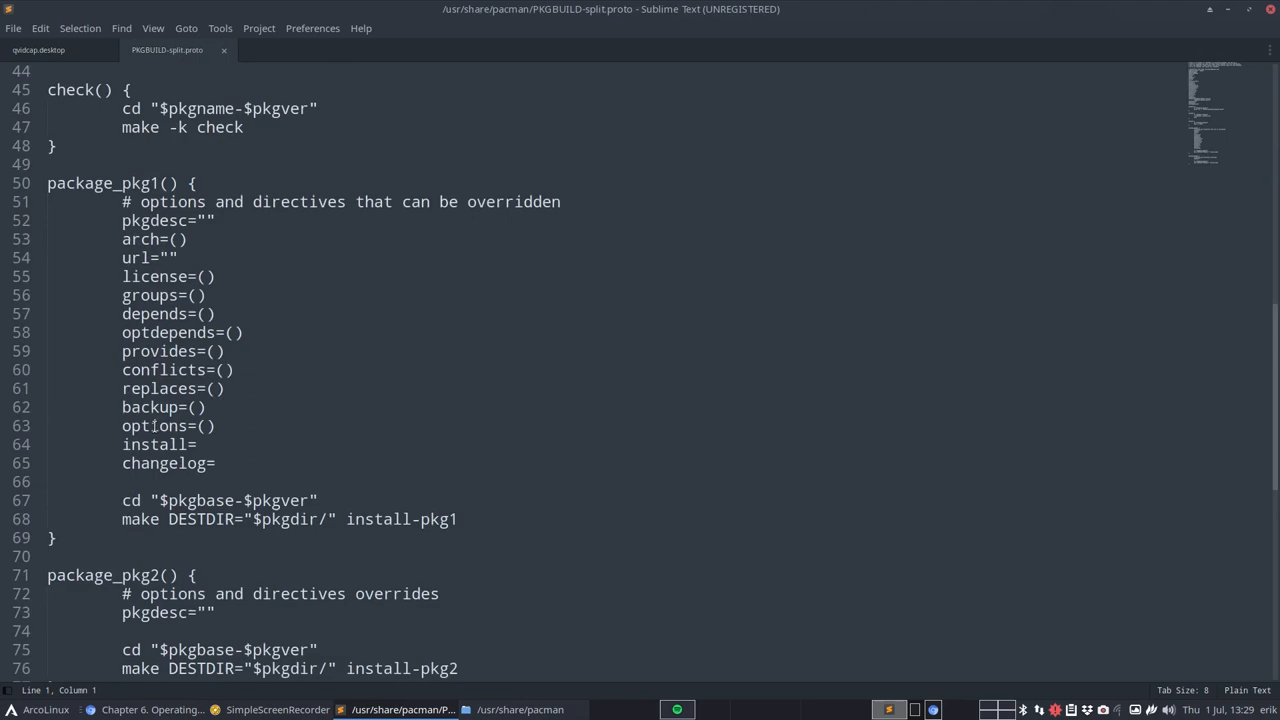 /usr/share/pacman/PKGBUILD-split.proto - Sublime Text (UNREGISTERED)
File Edit Selection Find View Goto Tools Project Preferences Help
qvidcap.desktop PKGBUILD-split.proto ×
44
45 check() {
46 cd "$pkgname-$pkgver"
47 make -k check
48 }
49
50 package_pkg1() {
51 # options and directives that can be overridden
52 pkgdesc=""
53 arch=()
54 url=""
55 license=()
56 groups=()
57 depends=()
58 optdepends=()
59 provides=()
60 conflicts=()
61 replaces=()
62 backup=()
63 options=()
64 install=
65 changelog=
66
67 cd "$pkgbase-$pkgver"
68 make DESTDIR="$pkgdir/" install-pkg1
69 }
70
71 package_pkg2() {
72 # options and directives overrides
73 pkgdesc=""
74
75 cd "$pkgbase-$pkgver"
76 make DESTDIR="$pkgdir/" install-pkg2
Line 1, Column 1 Tab Size: 8 Plain Text
ArcoLinux Chapter 6. Operating... SimpleScreenRecorder /usr/share/pacman/P... /usr/share/pacman Thu 1 Jul, 13:29 erik